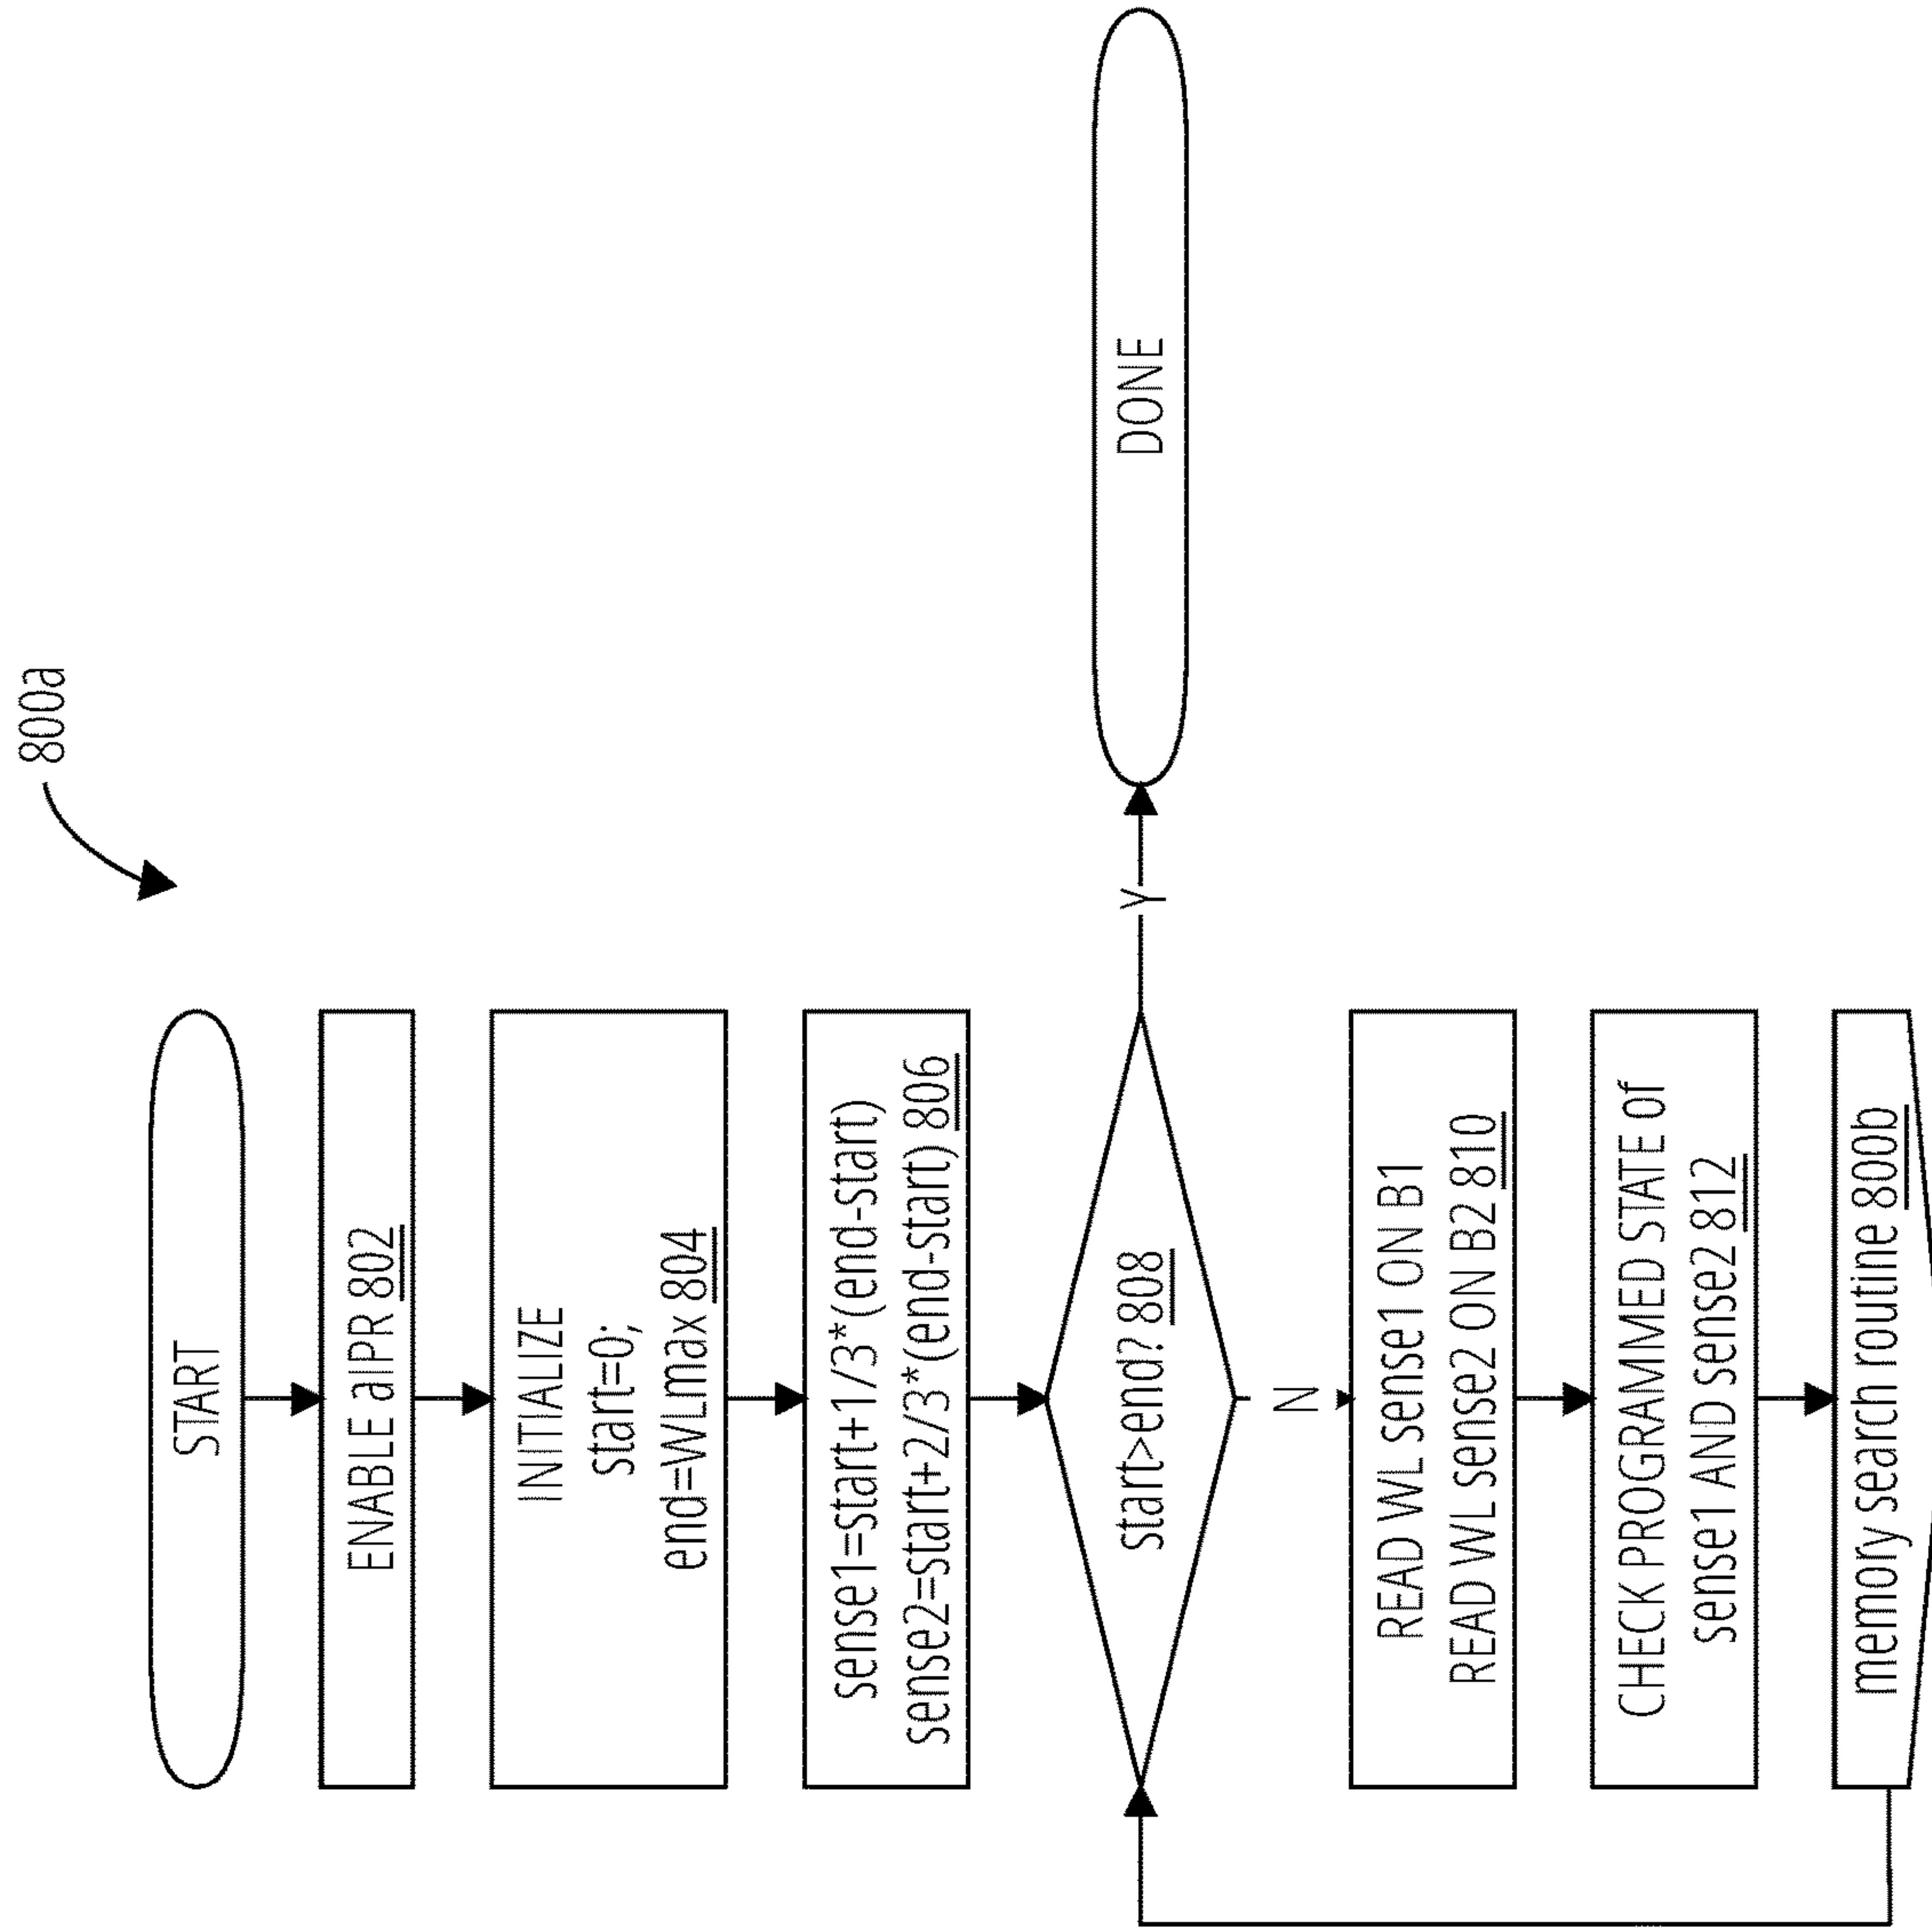 800a
START
ENABLE aIPR 802
INITIALIZE
start=0;
end=WLmax 804
sense1=start+1/3*(end-start)
sense2=start+2/3*(end-start) 806
start>end? 808
Y
DONE
N
READ WL sense1 ON B1
READ WL sense2 ON B2 810
CHECK PROGRAMMED STATE of
sense1 AND sense2 812
memory search routine 800b